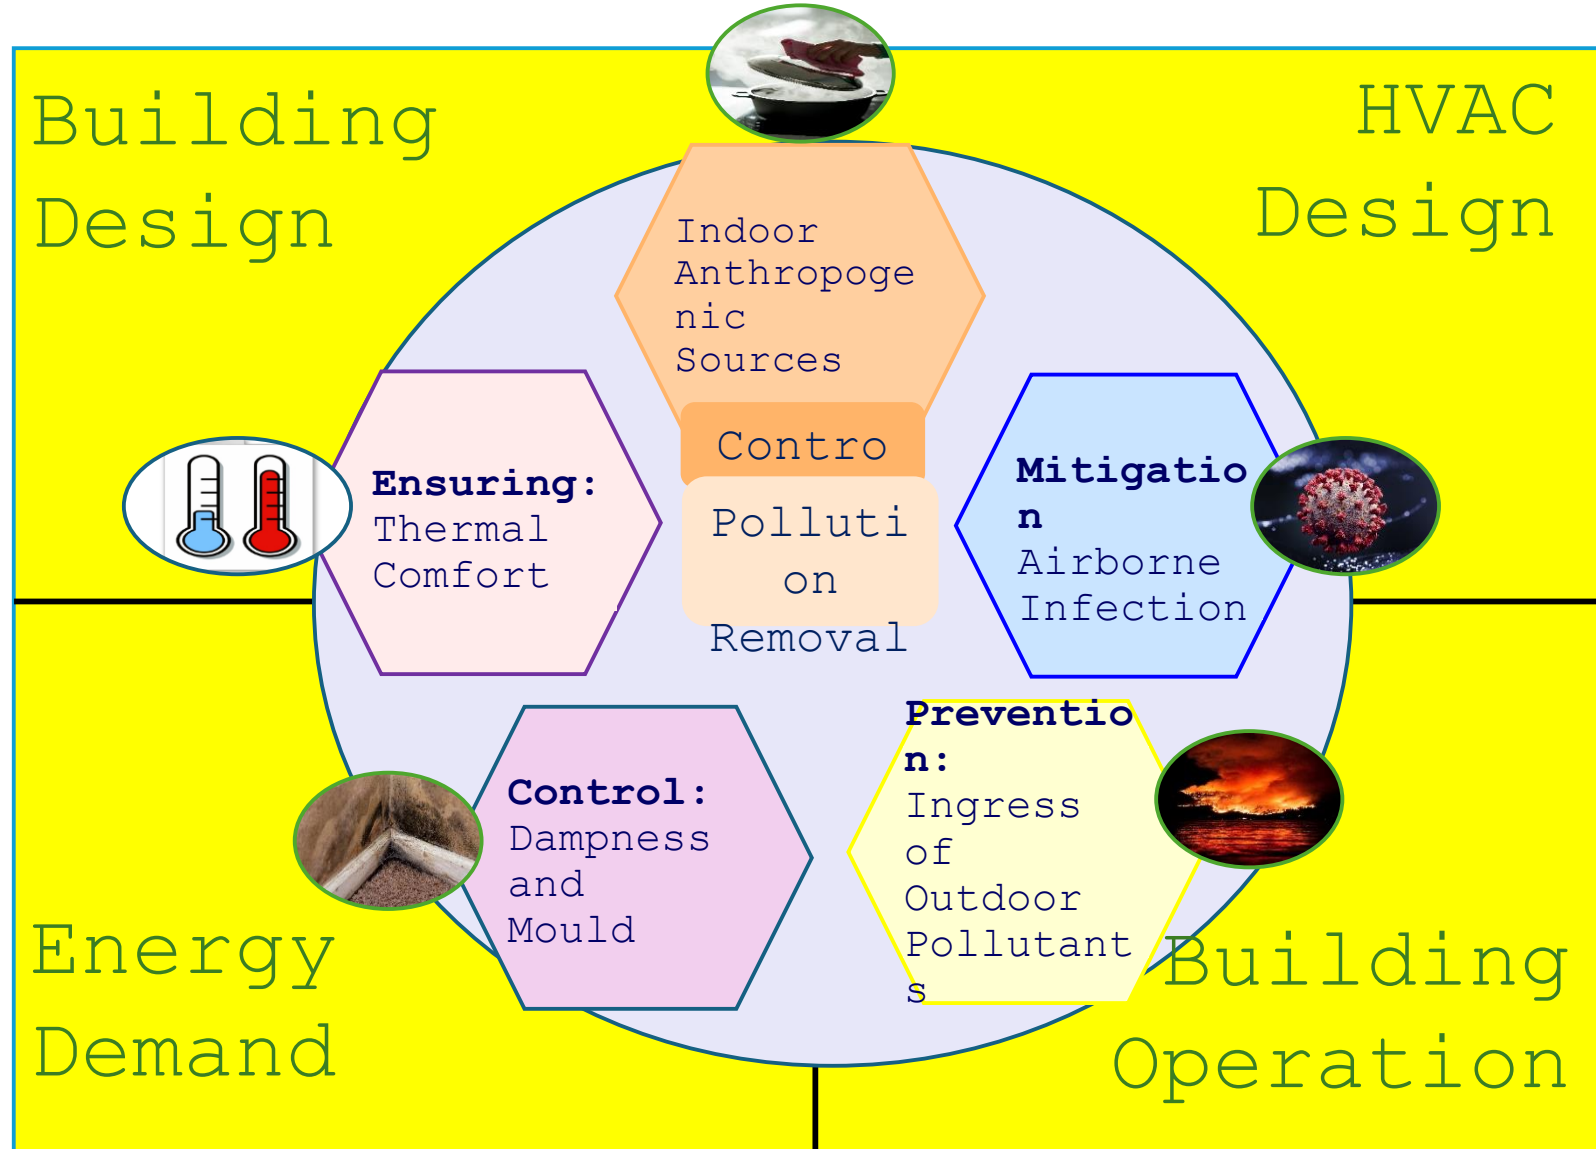 Building
Design
HVAC
Design
Indoor
Anthropoge
nic
Sources
Contro
Polluti
on
Removal
Ensuring:
Thermal
Comfort
Mitigatio
n
Airborne
Infection
Control:
Dampness
and
Mould
Preventio
n:
Ingress
of
Outdoor
Pollutant
s
Energy
Demand
Building
Operation